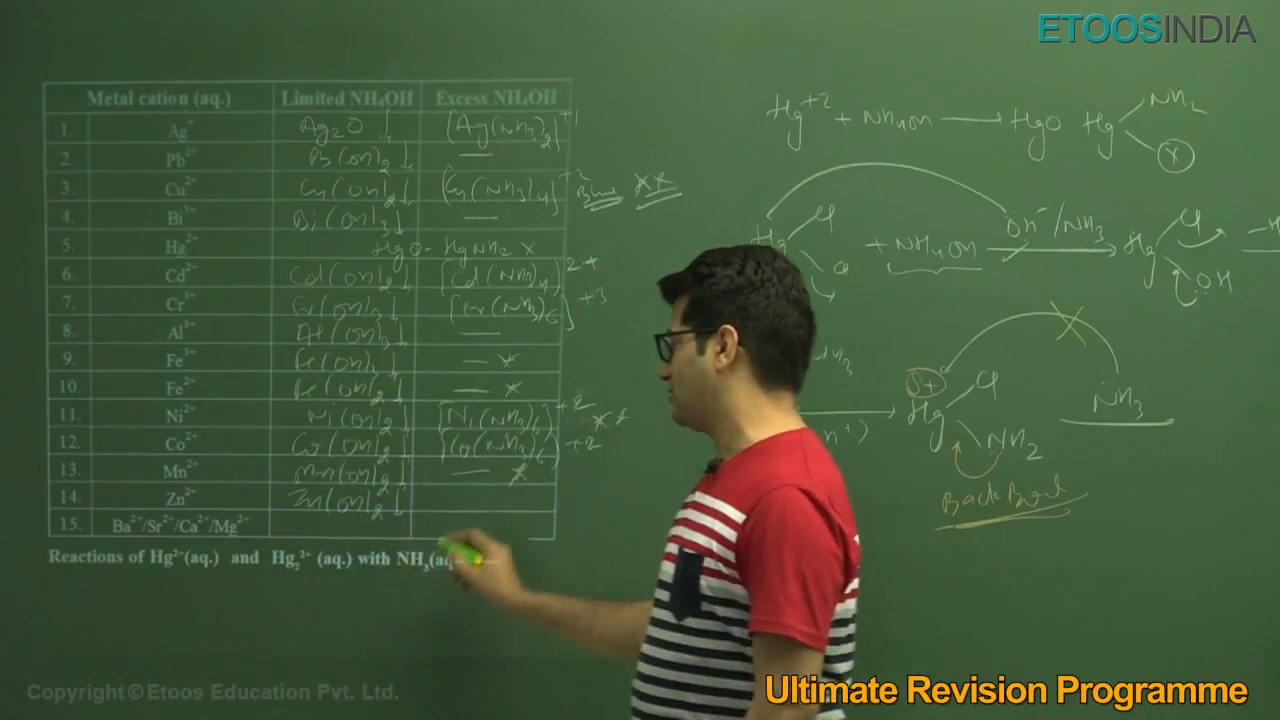 ETOOSINDIA
Metal cation (aq.) Limited NH₄OH Excess NH₄OH
1. Ag⁺ Ag₂O ↓ [Ag(NH₃)₂]⁺¹
2. Pb²⁺ Pb(OH)₂ ↓ —
3. Cu²⁺ Cu(OH)₂ ↓ [Cu(NH₃)₄]⁺² Blue **
4. Bi³⁺ Bi(OH)₃ ↓ —
5. Hg²⁺ HgO · HgNH₂ X
6. Cd²⁺ Cd(OH)₂ ↓ [Cd(NH₃)₄]²⁺
7. Cr³⁺ Cr(OH)₃ ↓ [Cr(NH₃)₆]⁺³
8. Al³⁺ Al(OH)₃ ↓ —
9. Fe³⁺ Fe(OH)₃ ↓ — *
10. Fe²⁺ Fe(OH)₂ ↓ — *
11. Ni²⁺ Ni(OH)₂ ↓ [Ni(NH₃)₆]⁺² **
12. Co²⁺ Co(OH)₂ ↓ [Co(NH₃)₆]⁺²
13. Mn²⁺ Mn(OH)₂ ↓ — *
14. Zn²⁺ Zn(OH)₂ ↓
15. Ba²⁺/Sr²⁺/Ca²⁺/Mg²⁺
Reactions of Hg²⁺(aq.) and Hg₂²⁺ (aq.) with NH₃(aq
Hg⁺² + NH₄OH → HgO Hg NH₂ X
Hg Cl Cl + NH₄OH OH⁻/NH₃ → Hg Cl OH
δ+ Hg Cl NH₂ NH₃
Back Bond
Copyright © Etoos Education Pvt. Ltd.
Ultimate Revision Programme